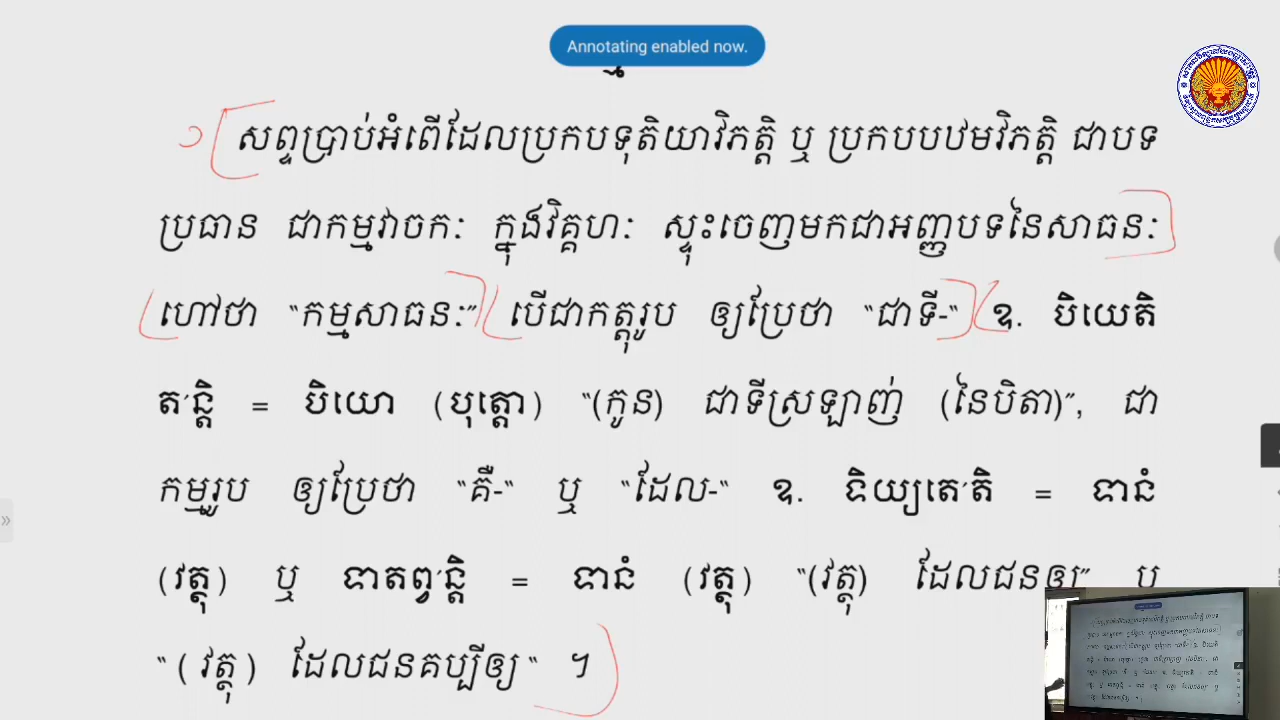 Annotating enabled now.
១ សព្ទប្រាប់អំពើដែលប្រកបទុតិយាវិភត្តិ ឬ ប្រកបបឋមវិភត្តិ ជាបទ
ប្រធាន ជាកម្មវាចកៈ ក្នុងវិគ្គហៈ ស្ទុះចេញមកជាអញ្ញបទនៃសាធនៈ
ហៅថា “កម្មសាធនៈ” បើជាកត្តុរូប ឲ្យប្រែថា “ជាទី-“ ឧ. បិយេតិ
ត´ន្តិ = បិយោ (បុត្តោ) “(កូន) ជាទីស្រឡាញ់ (នៃបិតា)”, ជា
កម្មរូប ឲ្យប្រែថា “គឺ-“ ឬ “ដែល-“ ឧ. ទិយ្យតេ´តិ = ទានំ
(វត្ថុ) ឬ ទាតព្វ´ន្តិ = ទានំ (វត្ថុ) “(វត្ថុ) ដែលជនឲ្យ” ឬ
“ ( វត្ថុ ) ដែលជនគប្បីឲ្យ “ ។